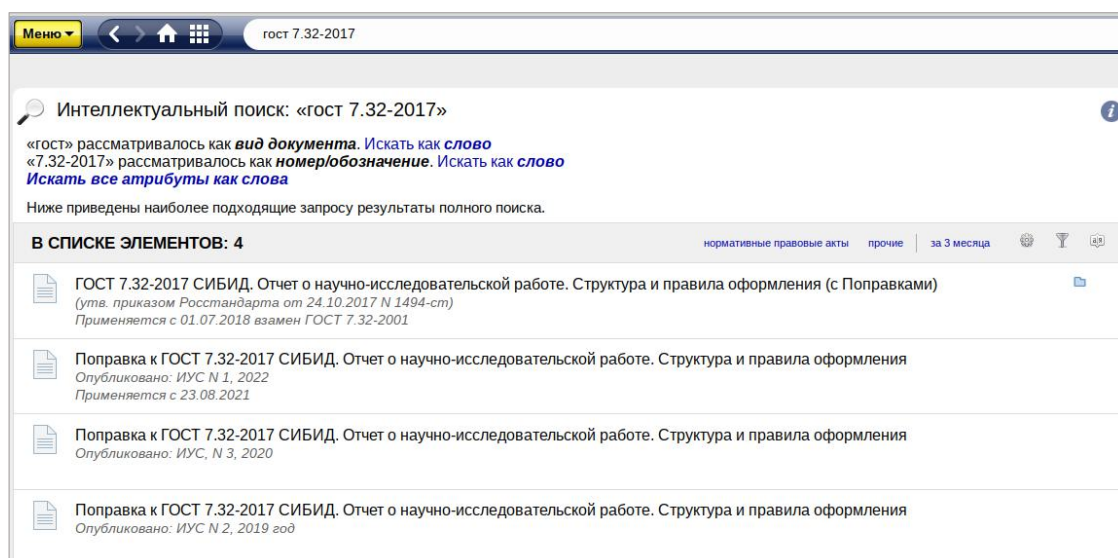 Меню
гост 7.32-2017
Интеллектуальный поиск: «гост 7.32-2017»
«гост» рассматривалось как вид документа. Искать как слово
«7.32-2017» рассматривалось как номер/обозначение. Искать как слово
Искать все атрибуты как слова
Ниже приведены наиболее подходящие запросу результаты полного поиска.
В СПИСКЕ ЭЛЕМЕНТОВ: 4 нормативные правовые акты прочие за 3 месяца
ГОСТ 7.32-2017 СИБИД. Отчет о научно-исследовательской работе. Структура и правила оформления (с Поправками)
(утв. приказом Росстандарта от 24.10.2017 N 1494-ст)
Применяется с 01.07.2018 взамен ГОСТ 7.32-2001
Поправка к ГОСТ 7.32-2017 СИБИД. Отчет о научно-исследовательской работе. Структура и правила оформления
Опубликовано: ИУС N 1, 2022
Применяется с 23.08.2021
Поправка к ГОСТ 7.32-2017 СИБИД. Отчет о научно-исследовательской работе. Структура и правила оформления
Опубликовано: ИУС, N 3, 2020
Поправка к ГОСТ 7.32-2017 СИБИД. Отчет о научно-исследовательской работе. Структура и правила оформления
Опубликовано: ИУС N 2, 2019 год